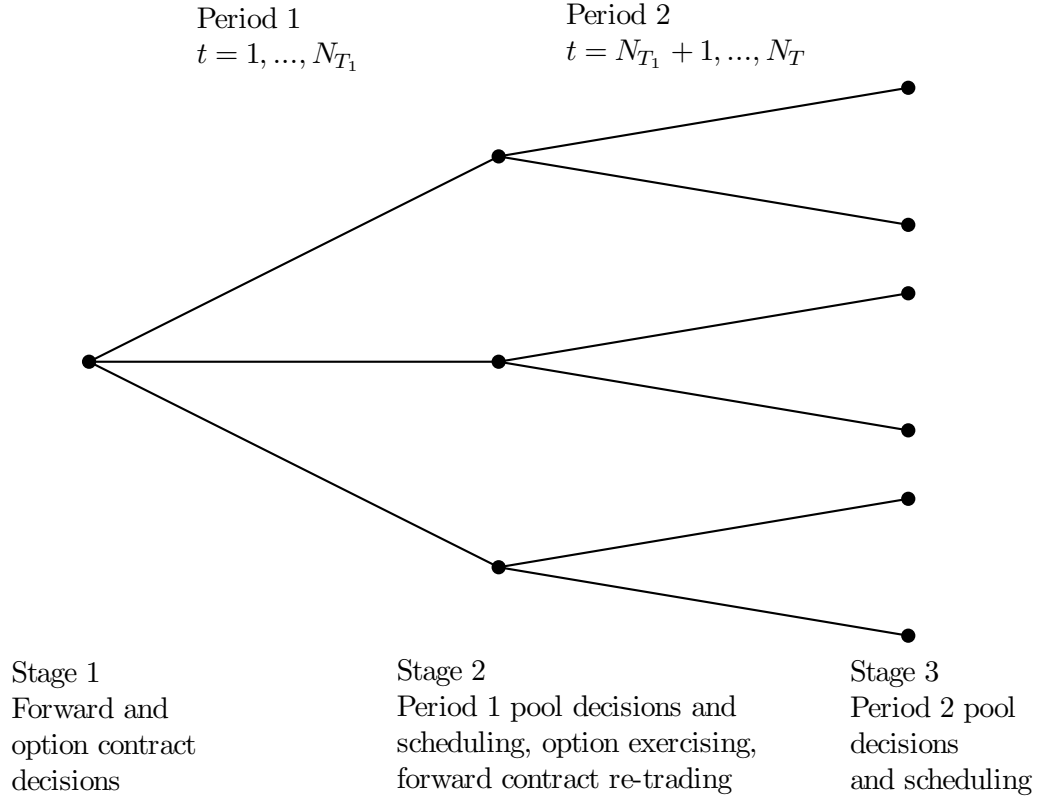 Period 1
t = 1, ..., N_{T_1}
Period 2
t = N_{T_1} + 1, ..., N_T
Stage 1
Forward and
option contract
decisions
Stage 2
Period 1 pool decisions and
scheduling, option exercising,
forward contract re-trading
Stage 3
Period 2 pool
decisions
and scheduling